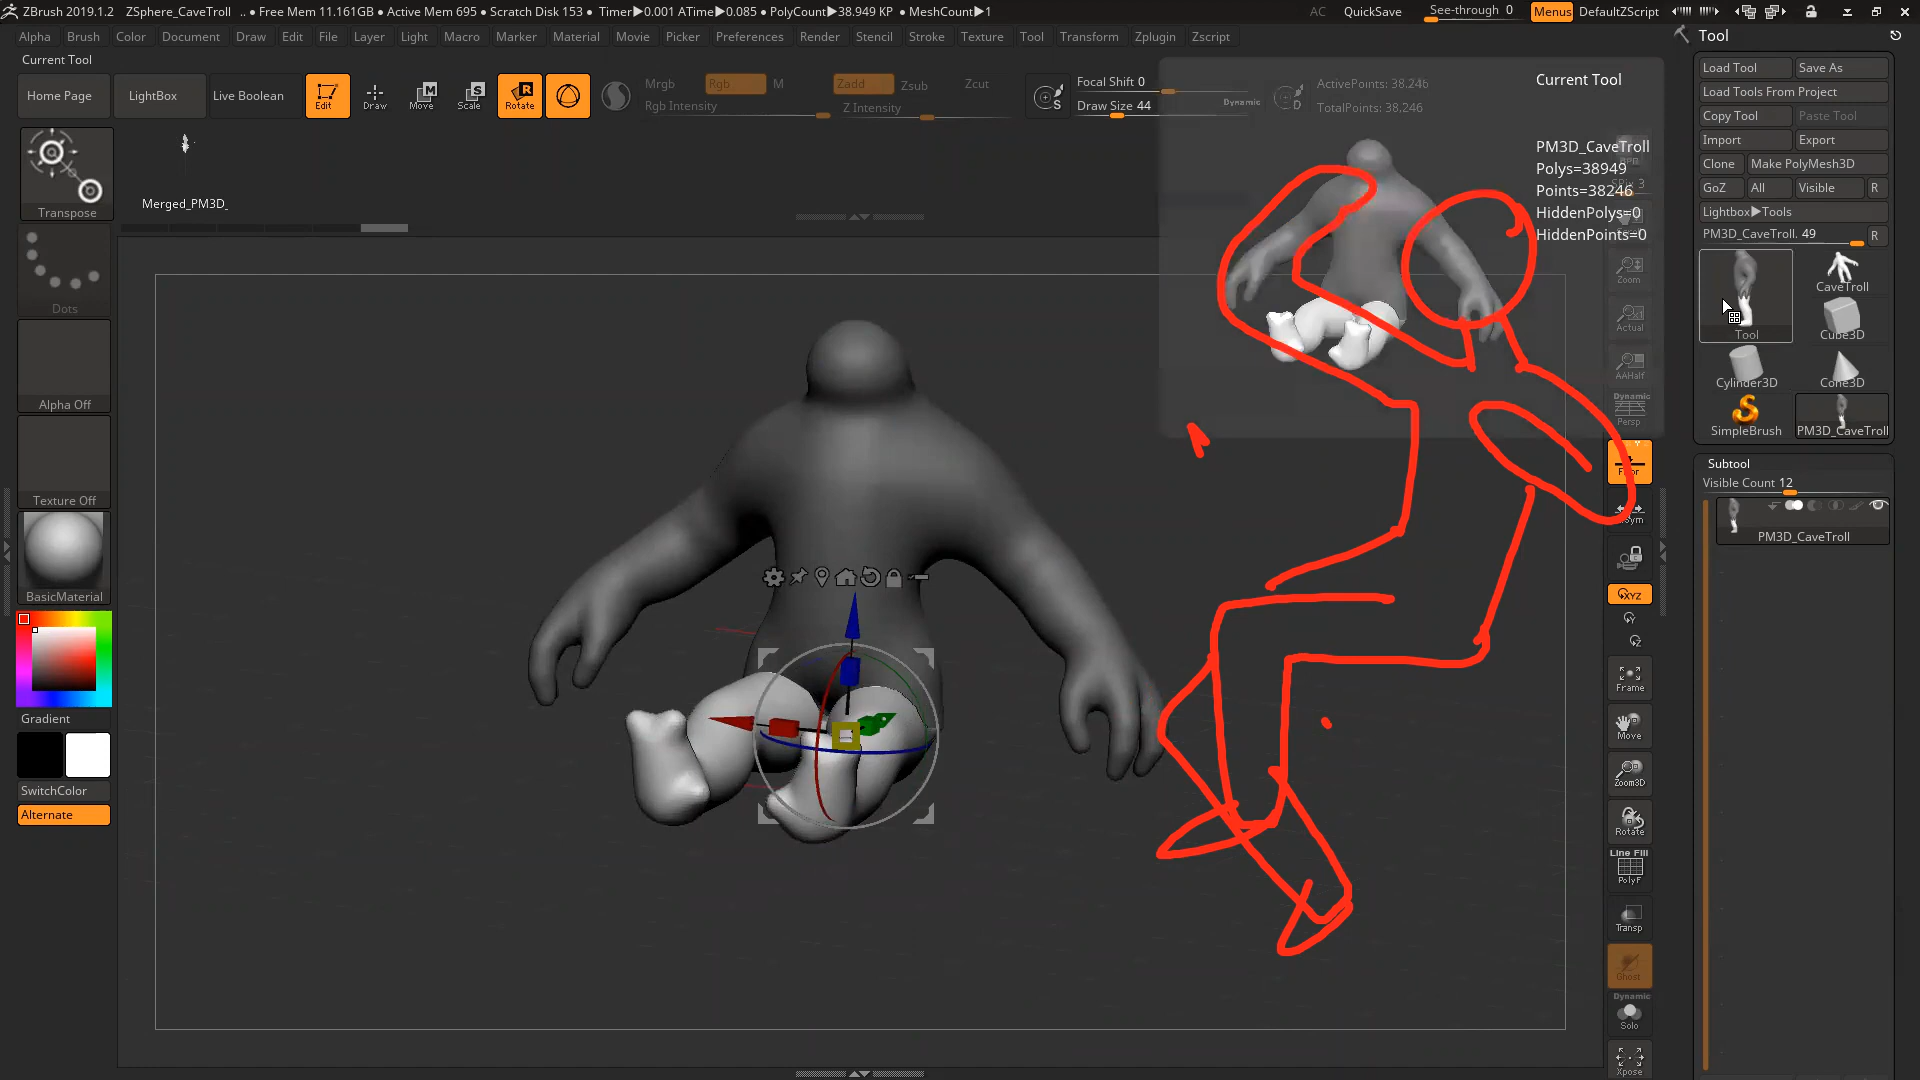 ZBrush 2019.1.2 ZSphere_CaveTroll .. • Free Mem 11.161GB • Active Mem 695 • Scratch Disk 153 • Timer▶0.001 ATime▶0.085 • PolyCount▶38.949 KP • MeshCount▶1
AC QuickSave See-through 0 Menus DefaultZScript
Alpha Brush Color Document Draw Edit File Layer Light Macro Marker Material Movie Picker Preferences Render Stencil Stroke Texture Tool Transform Zplugin Zscript
Current Tool
Home Page LightBox Live Boolean Edit Draw Move Scale Rotate
Mrgb Rgb M Zadd Zsub Zcut
Rgb Intensity Z Intensity
Focal Shift 0
Draw Size 44 Dynamic
ActivePoints: 38,246
TotalPoints: 38,246
Current Tool
PM3D_CaveTroll
Polys=38949
Points=38246
HiddenPolys=0
HiddenPoints=0
Transpose
Merged_PM3D_
Dots
Alpha Off
Texture Off
BasicMaterial
Gradient
SwitchColor
Alternate
SPix 3
Zoom
Actual
AAHalf
Dynamic
Persp
Floor
XYZ
Frame
Move
Zoom3D
Rotate
Line Fill
PolyF
Transp
Ghost
Dynamic
Solo
Xpose
Tool
Load Tool Save As
Load Tools From Project
Copy Tool Paste Tool
Import Export
Clone Make PolyMesh3D
GoZ All Visible R
Lightbox▶Tools
PM3D_CaveTroll. 49 R
Tool
CaveTroll
Cube3D
Cylinder3D
Cone3D
SimpleBrush
PM3D_CaveTroll
Subtool
Visible Count 12
PM3D_CaveTroll